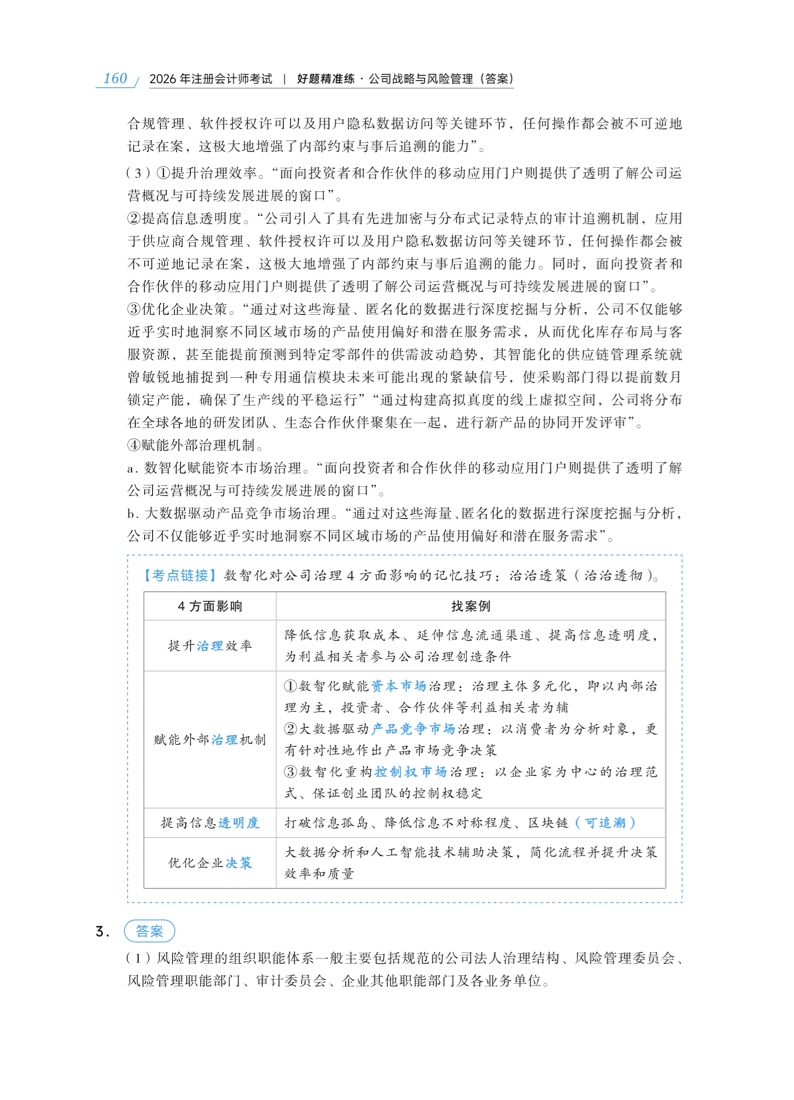 160 2026 年注册会计师考试 | 好题精准练 · 公司战略与风险管理（答案）
合规管理、软件授权许可以及用户隐私数据访问等关键环节，任何操作都会被不可逆地
记录在案，这极大地增强了内部约束与事后追溯的能力”。
（3）①提升治理效率。“面向投资者和合作伙伴的移动应用门户则提供了透明了解公司运
营概况与可持续发展进展的窗口”。
②提高信息透明度。“公司引入了具有先进加密与分布式记录特点的审计追溯机制，应用
于供应商合规管理、软件授权许可以及用户隐私数据访问等关键环节，任何操作都会被
不可逆地记录在案，这极大地增强了内部约束与事后追溯的能力。同时，面向投资者和
合作伙伴的移动应用门户则提供了透明了解公司运营概况与可持续发展进展的窗口”。
③优化企业决策。“通过对这些海量、匿名化的数据进行深度挖掘与分析，公司不仅能够
近乎实时地洞察不同区域市场的产品使用偏好和潜在服务需求，从而优化库存布局与客
服资源，甚至能提前预测到特定零部件的供需波动趋势，其智能化的供应链管理系统就
曾敏锐地捕捉到一种专用通信模块未来可能出现的紧缺信号，使采购部门得以提前数月
锁定产能，确保了生产线的平稳运行”“通过构建高拟真度的线上虚拟空间，公司将分布
在全球各地的研发团队、生态合作伙伴聚集在一起，进行新产品的协同开发评审”。
④赋能外部治理机制。
a. 数智化赋能资本市场治理。“面向投资者和合作伙伴的移动应用门户则提供了透明了解
公司运营概况与可持续发展进展的窗口”。
b. 大数据驱动产品竞争市场治理。“通过对这些海量、匿名化的数据进行深度挖掘与分析，
公司不仅能够近乎实时地洞察不同区域市场的产品使用偏好和潜在服务需求”。
【考点链接】数智化对公司治理 4 方面影响的记忆技巧：治治透策（治治透彻）。
4 方面影响 找案例
提升治理效率
降低信息获取成本、延伸信息流通渠道、提高信息透明度，
为利益相关者参与公司治理创造条件
赋能外部治理机制
①数智化赋能资本市场治理：治理主体多元化，即以内部治
理为主，投资者、合作伙伴等利益相关者为辅
②大数据驱动产品竞争市场治理：以消费者为分析对象，更
有针对性地作出产品市场竞争决策
③数智化重构控制权市场治理：以企业家为中心的治理范
式、保证创业团队的控制权稳定
提高信息透明度 打破信息孤岛、降低信息不对称程度、区块链（可追溯）
优化企业决策
大数据分析和人工智能技术辅助决策，简化流程并提升决策
效率和质量
3. 答案
（1）风险管理的组织职能体系一般主要包括规范的公司法人治理结构、风险管理委员会、
风险管理职能部门、审计委员会、企业其他职能部门及各业务单位。